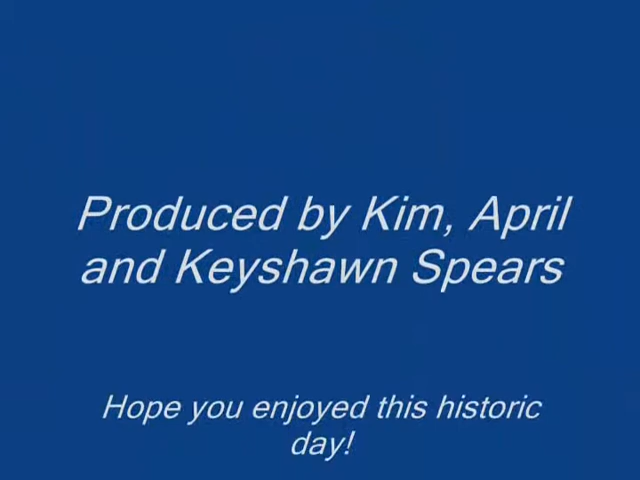 Produced by Kim, April
and Keyshawn Spears
Hope you enjoyed this historic
day!